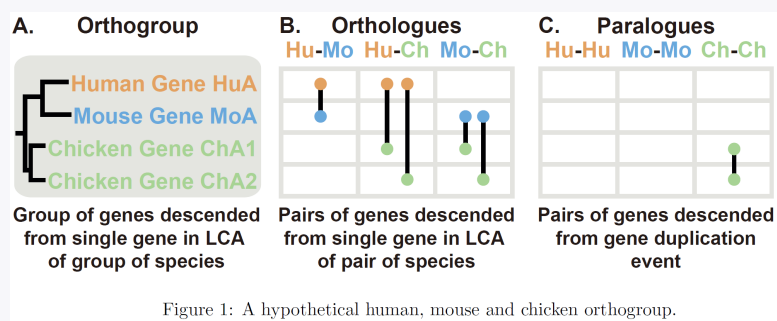 A. Orthogroup
Human Gene HuA
Mouse Gene MoA
Chicken Gene ChA1
Chicken Gene ChA2
Group of genes descended
from single gene in LCA
of group of species
B. Orthologues
Hu-Mo Hu-Ch Mo-Ch
Pairs of genes descended
from single gene in LCA
of pair of species
C. Paralogues
Hu-Hu Mo-Mo Ch-Ch
Pairs of genes descended
from gene duplication
event
Figure 1: A hypothetical human, mouse and chicken orthogroup.